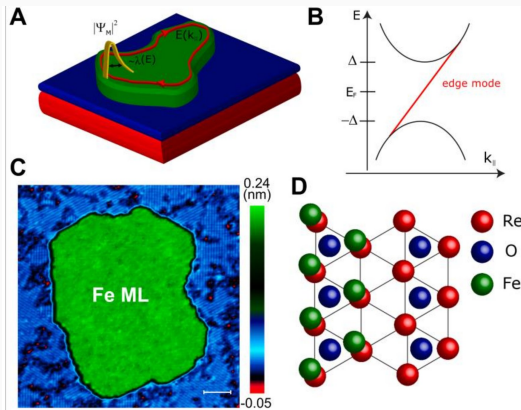 A
|Ψ_M|²
~λ(E)
E(k_||)
B
E
Δ
E_F
-Δ
edge mode
k_||
C
Fe ML
0.24
(nm)
-0.05
D
Re
O
Fe